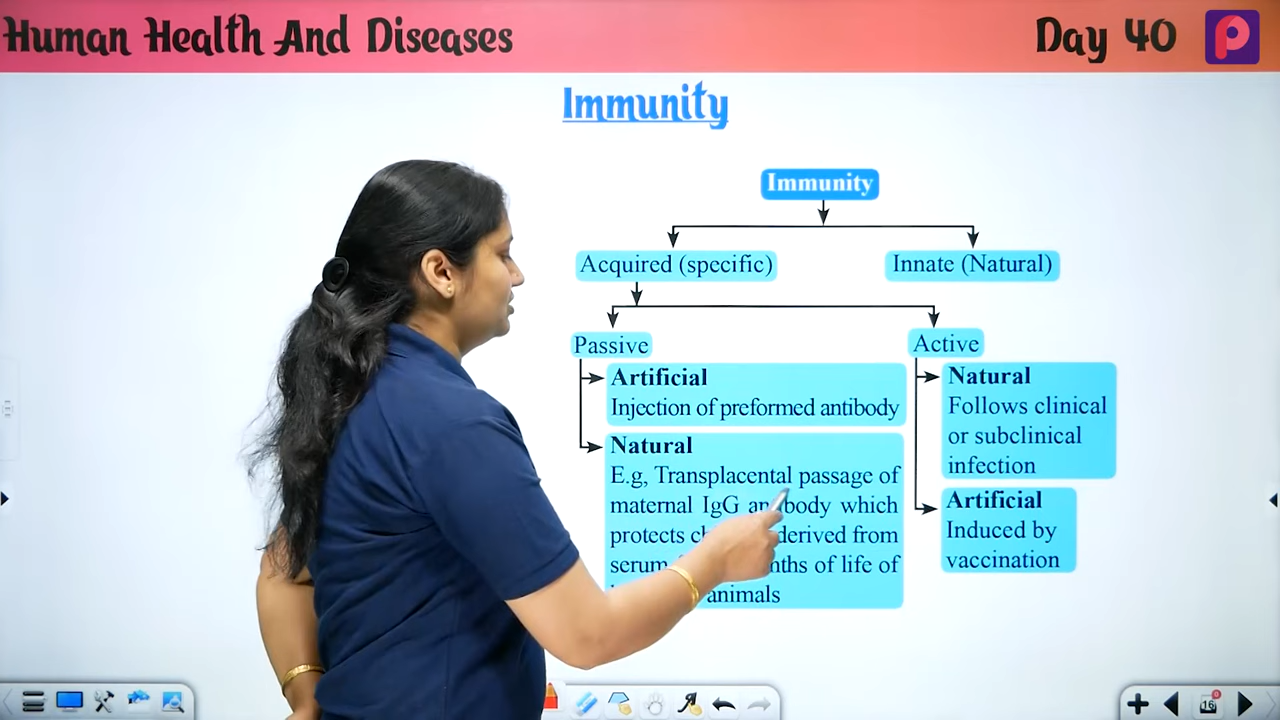 Human Health And Diseases
Day 40
Immunity
Immunity
Acquired (specific)
Innate (Natural)
Passive
Active
Artificial
Injection of preformed antibody
Natural
E.g, Transplacental passage of
maternal IgG which
protects derived from
serum of life of
animals
Natural
Follows clinical
or subclinical
infection
Artificial
Induced by
vaccination
16